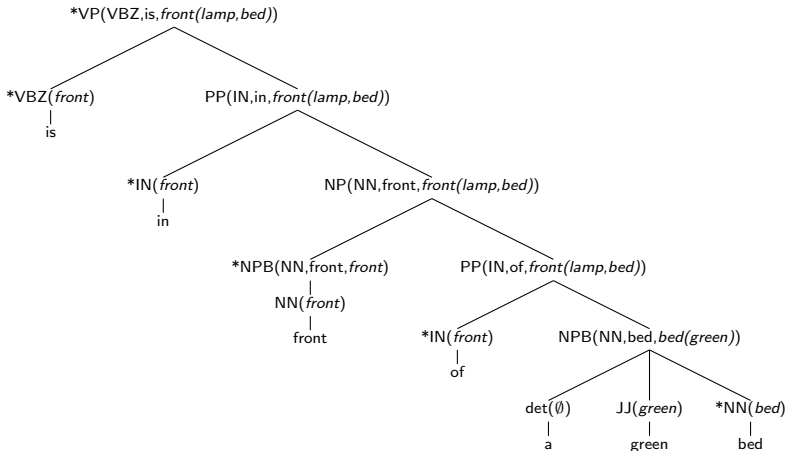 *VP(VBZ,is,front(lamp,bed))
*VBZ(front) PP(IN,in,front(lamp,bed))
is
*IN(front) NP(NN,front,front(lamp,bed))
in
*NPB(NN,front,front) PP(IN,of,front(lamp,bed))
NN(front)
front *IN(front) NPB(NN,bed,bed(green))
of
det(∅) JJ(green) *NN(bed)
a green bed